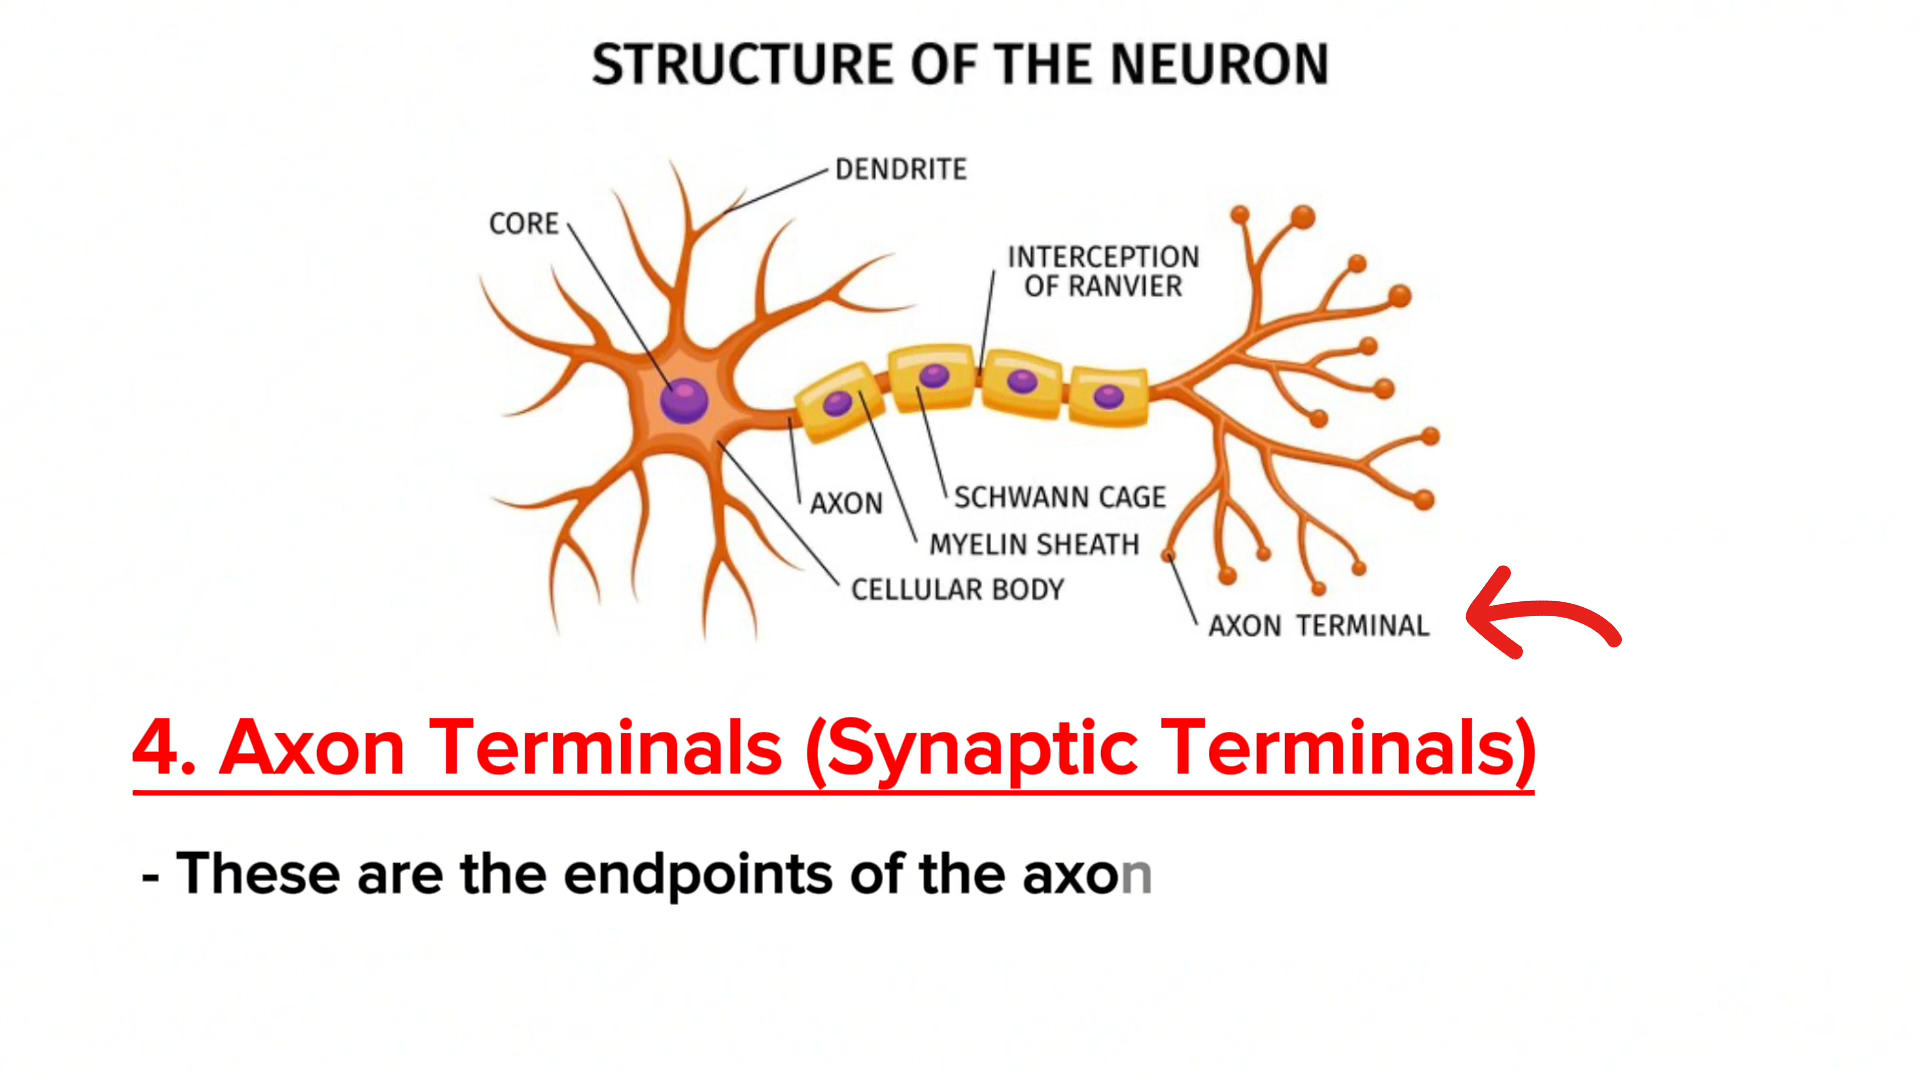 STRUCTURE OF THE NEURON
DENDRITE
CORE
INTERCEPTION
OF RANVIER
AXON
SCHWANN CAGE
MYELIN SHEATH
CELLULAR BODY
AXON TERMINAL
4. Axon Terminals (Synaptic Terminals)
- These are the endpoints of the axon